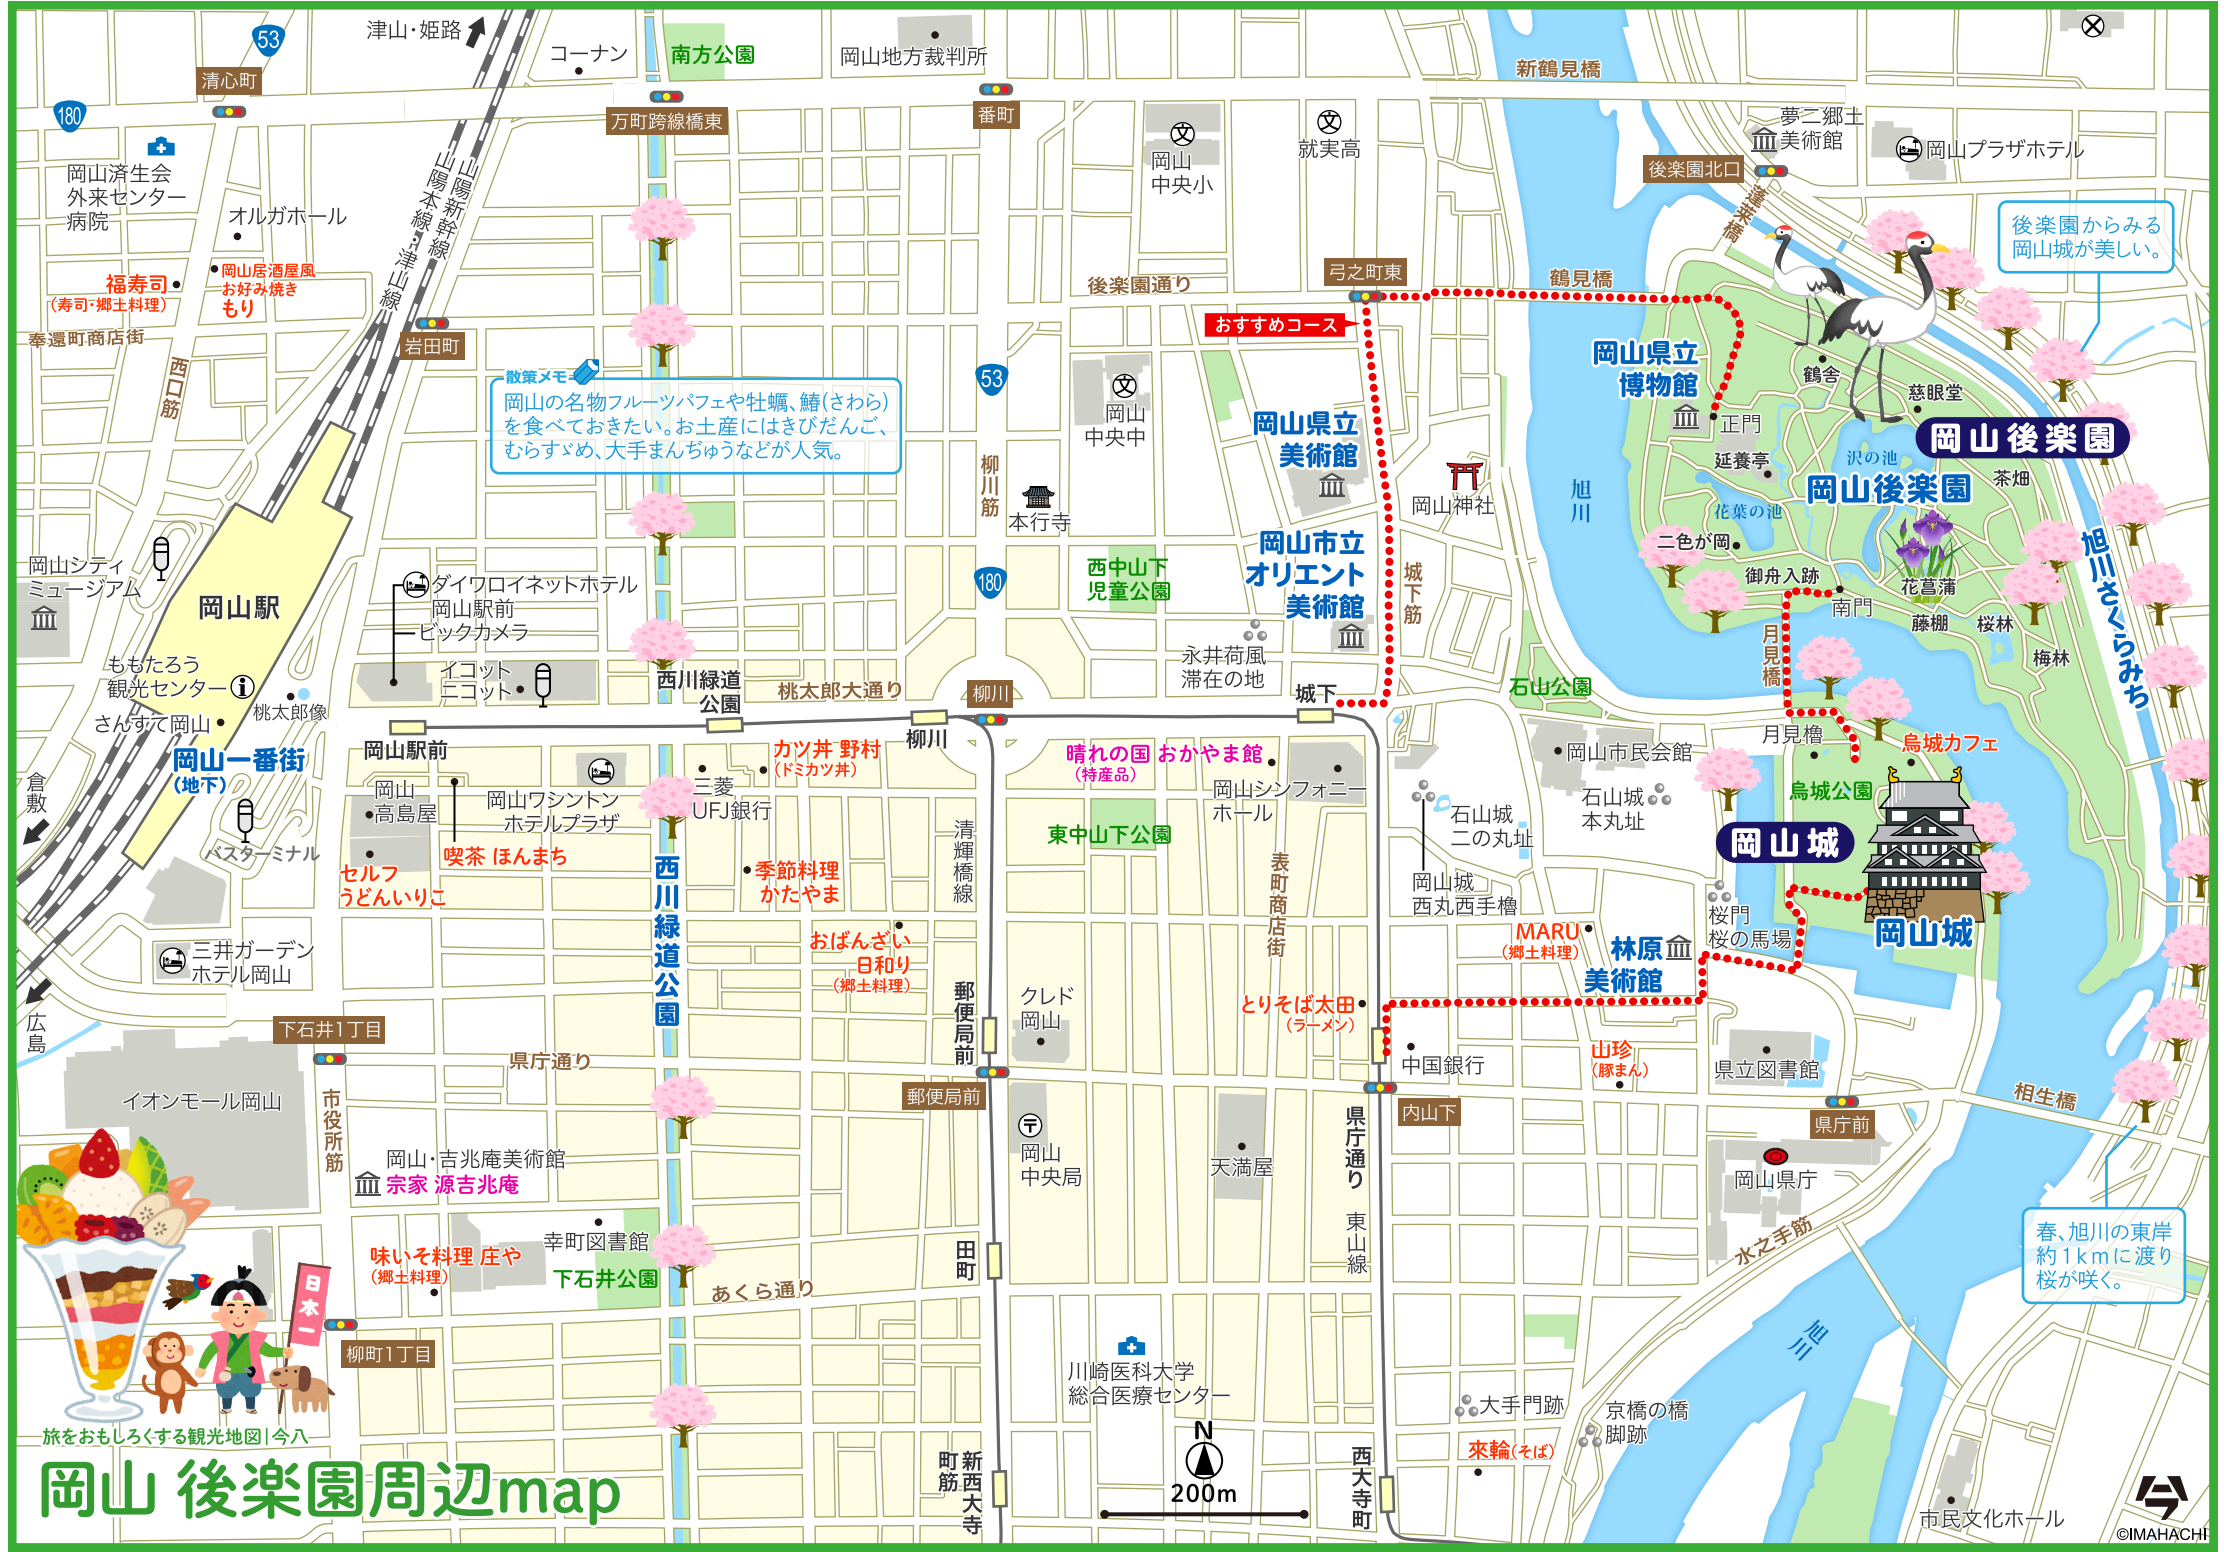 53
津山・姫路
コーナン
南方公園
岡山地方裁判所
新鶴見橋
清心町
180
万町跨線橋東
番町
文
岡山
中央小
就実高
夢二郷土
美術館
岡山プラザホテル
後楽園北口
蓬莱橋
岡山済生会
外来センター
病院
オルガホール
山陽新幹線
山陽本線・津山線
福寿司
(寿司・郷土料理)
岡山居酒屋風
お好み焼き
もり
奉還町商店街
西口筋
岩田町
後楽園通り
弓之町東
おすすめコース
鶴見橋
後楽園からみる
岡山城が美しい。
散策メモ
岡山の名物フルーツパフェや牡蠣、鰆(さわら)
を食べておきたい。お土産にはきびだんご、
むらすゞめ、大手まんぢゅうなどが人気。
53
文
岡山
中央中
柳川筋
本行寺
岡山県立
美術館
岡山県立
博物館
正門
鶴舎
慈眼堂
岡山後楽園
延養亭
沢の池
岡山後楽園
茶畑
花葉の池
二色が岡
御舟入跡
南門
花菖蒲
藤棚
桜林
梅林
旭川さくらみち
旭川
岡山神社
岡山市立
オリエント
美術館
城下筋
西中山下
児童公園
180
永井荷風
滞在の地
岡山シティ
ミュージアム
岡山駅
ダイワロイネットホテル
岡山駅前
ビックカメラ
イコット
ニコット
ももたろう
観光センター
桃太郎像
さんすて岡山
岡山一番街
(地下)
バスターミナル
倉敷
広島
西川緑道
公園
桃太郎大通り
柳川
城下
石山公園
月見橋
月見櫓
烏城カフェ
烏城公園
岡山城
岡山城
岡山駅前
柳川
岡山
高島屋
セルフ
うどんいりこ
喫茶 ほんまち
岡山ワシントン
ホテルプラザ
三菱
UFJ銀行
カツ丼 野村
(ドミカツ丼)
季節料理
かたやま
おばんざい
日和り
(郷土料理)
西川緑道公園
清輝橋線
晴れの国 おかやま館
(特産品)
岡山シンフォニー
ホール
東中山下公園
表町商店街
岡山市民会館
石山城
本丸址
石山城
二の丸址
岡山城
西丸西手櫓
桜門
桜の馬場
MARU
(郷土料理)
林原
美術館
とりそば太田
(ラーメン)
三井ガーデン
ホテル岡山
下石井1丁目
県庁通り
郵便局前
クレド
岡山
郵便局前
岡山
中央局
中国銀行
内山下
山珍
(豚まん)
県立図書館
県庁前
相生橋
イオンモール岡山
市役所筋
岡山・吉兆庵美術館
宗家 源吉兆庵
味いそ料理 庄や
(郷土料理)
幸町図書館
下石井公園
あくら通り
田町
天満屋
県庁通り
東山線
岡山県庁
水之手筋
春、旭川の東岸
約1kmに渡り
桜が咲く。
旭川
日本一
柳町1丁目
川崎医科大学
総合医療センター
N
200m
新西大寺
町筋
西大寺町
大手門跡
京橋の橋
脚跡
來輪(そば)
市民文化ホール
旅をおもしろくする観光地図|今八
岡山 後楽園周辺map
©IMAHACHI